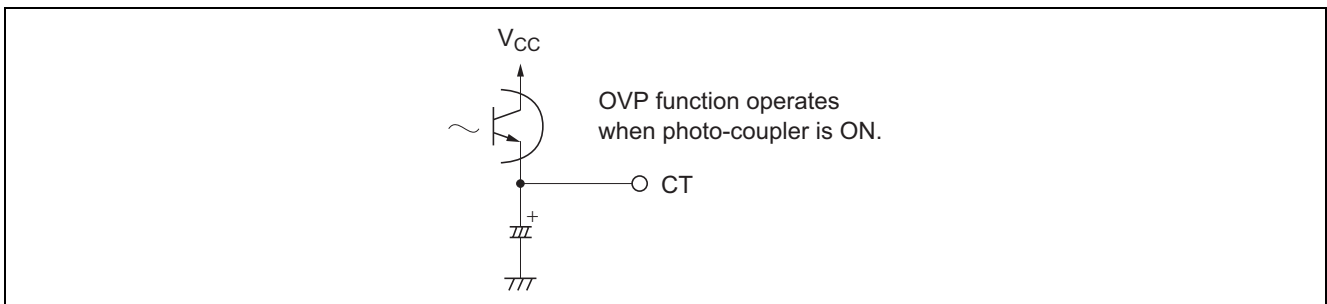 VCC
OVP function operates
when photo-coupler is ON.
CT
+